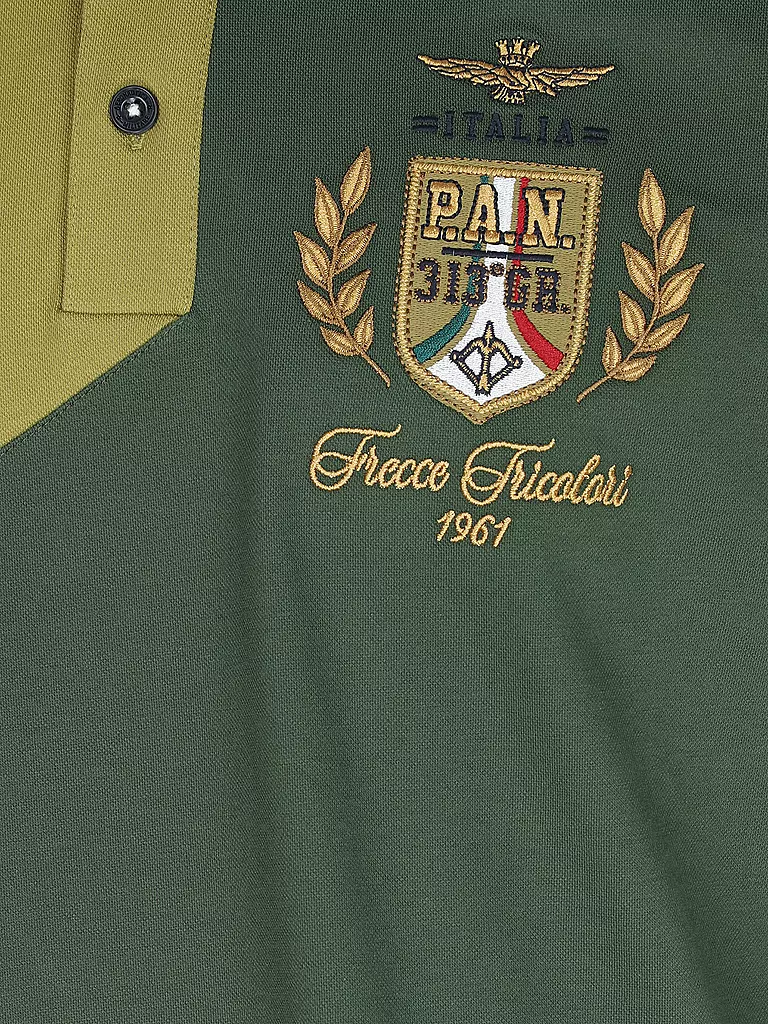 =ITALIA=
P.A.N.
313°GR.
Frecce Tricolori
1961